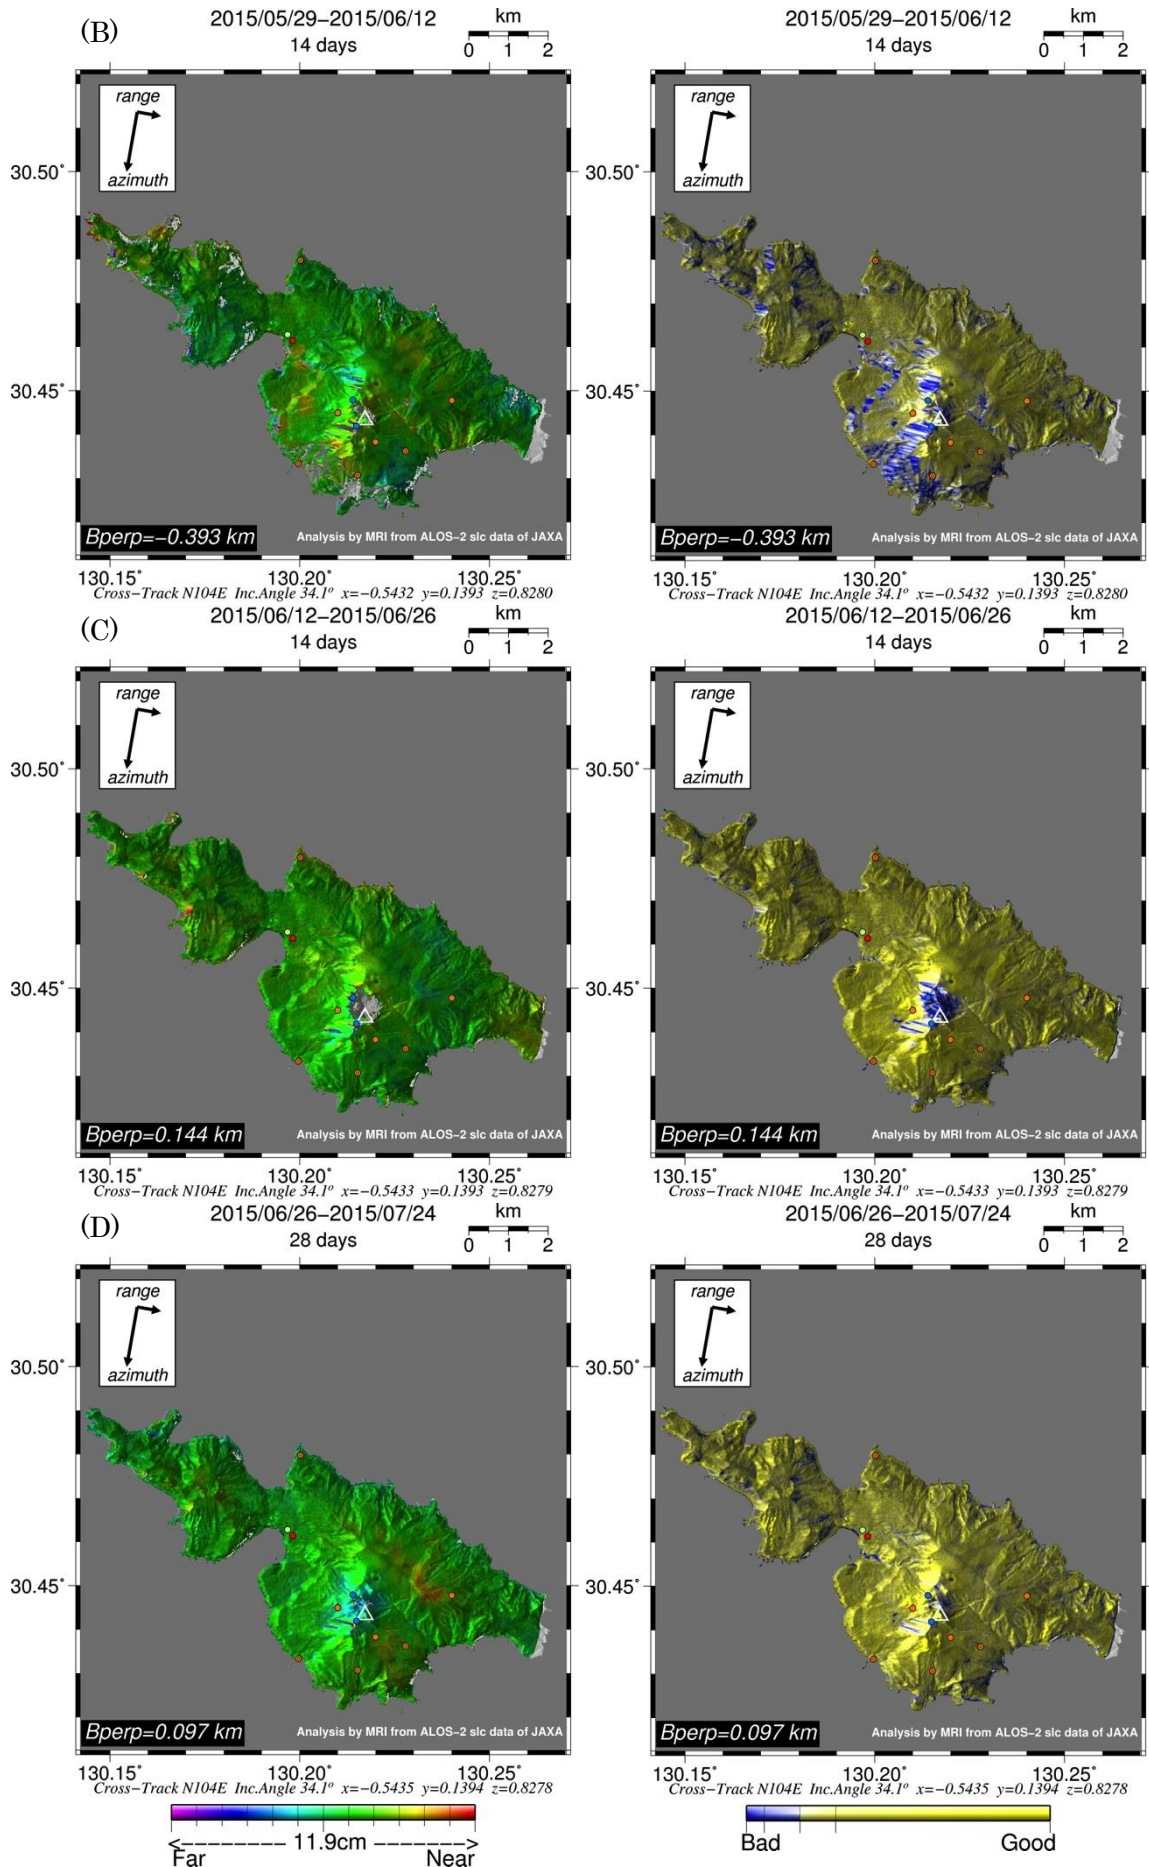 (B)
2015/05/29−2015/06/12
14 days
km
0 1 2
2015/05/29−2015/06/12
14 days
km
0 1 2
range
azimuth
range
azimuth
30.50˚
30.50˚
30.45˚
30.45˚
Bperp=−0.393 km
Analysis by MRI from ALOS−2 slc data of JAXA
Bperp=−0.393 km
Analysis by MRI from ALOS−2 slc data of JAXA
130.15˚ 130.20˚ 130.25˚
130.15˚ 130.20˚ 130.25˚
Cross−Track N104E Inc.Angle 34.1º x=−0.5432 y=0.1393 z=0.8280
Cross−Track N104E Inc.Angle 34.1º x=−0.5432 y=0.1393 z=0.8280
(C)
2015/06/12−2015/06/26
14 days
km
0 1 2
2015/06/12−2015/06/26
14 days
km
0 1 2
range
azimuth
range
azimuth
30.50˚
30.50˚
30.45˚
30.45˚
Bperp=0.144 km
Analysis by MRI from ALOS−2 slc data of JAXA
Bperp=0.144 km
Analysis by MRI from ALOS−2 slc data of JAXA
130.15˚ 130.20˚ 130.25˚
130.15˚ 130.20˚ 130.25˚
Cross−Track N104E Inc.Angle 34.1º x=−0.5433 y=0.1393 z=0.8279
Cross−Track N104E Inc.Angle 34.1º x=−0.5433 y=0.1393 z=0.8279
(D)
2015/06/26−2015/07/24
28 days
km
0 1 2
2015/06/26−2015/07/24
28 days
km
0 1 2
range
azimuth
range
azimuth
30.50˚
30.50˚
30.45˚
30.45˚
Bperp=0.097 km
Analysis by MRI from ALOS−2 slc data of JAXA
Bperp=0.097 km
Analysis by MRI from ALOS−2 slc data of JAXA
130.15˚ 130.20˚ 130.25˚
130.15˚ 130.20˚ 130.25˚
Cross−Track N104E Inc.Angle 34.1º x=−0.5435 y=0.1394 z=0.8278
Cross−Track N104E Inc.Angle 34.1º x=−0.5435 y=0.1394 z=0.8278
<−−−−−−−− 11.9cm −−−−−−−>
Far Near
Bad Good